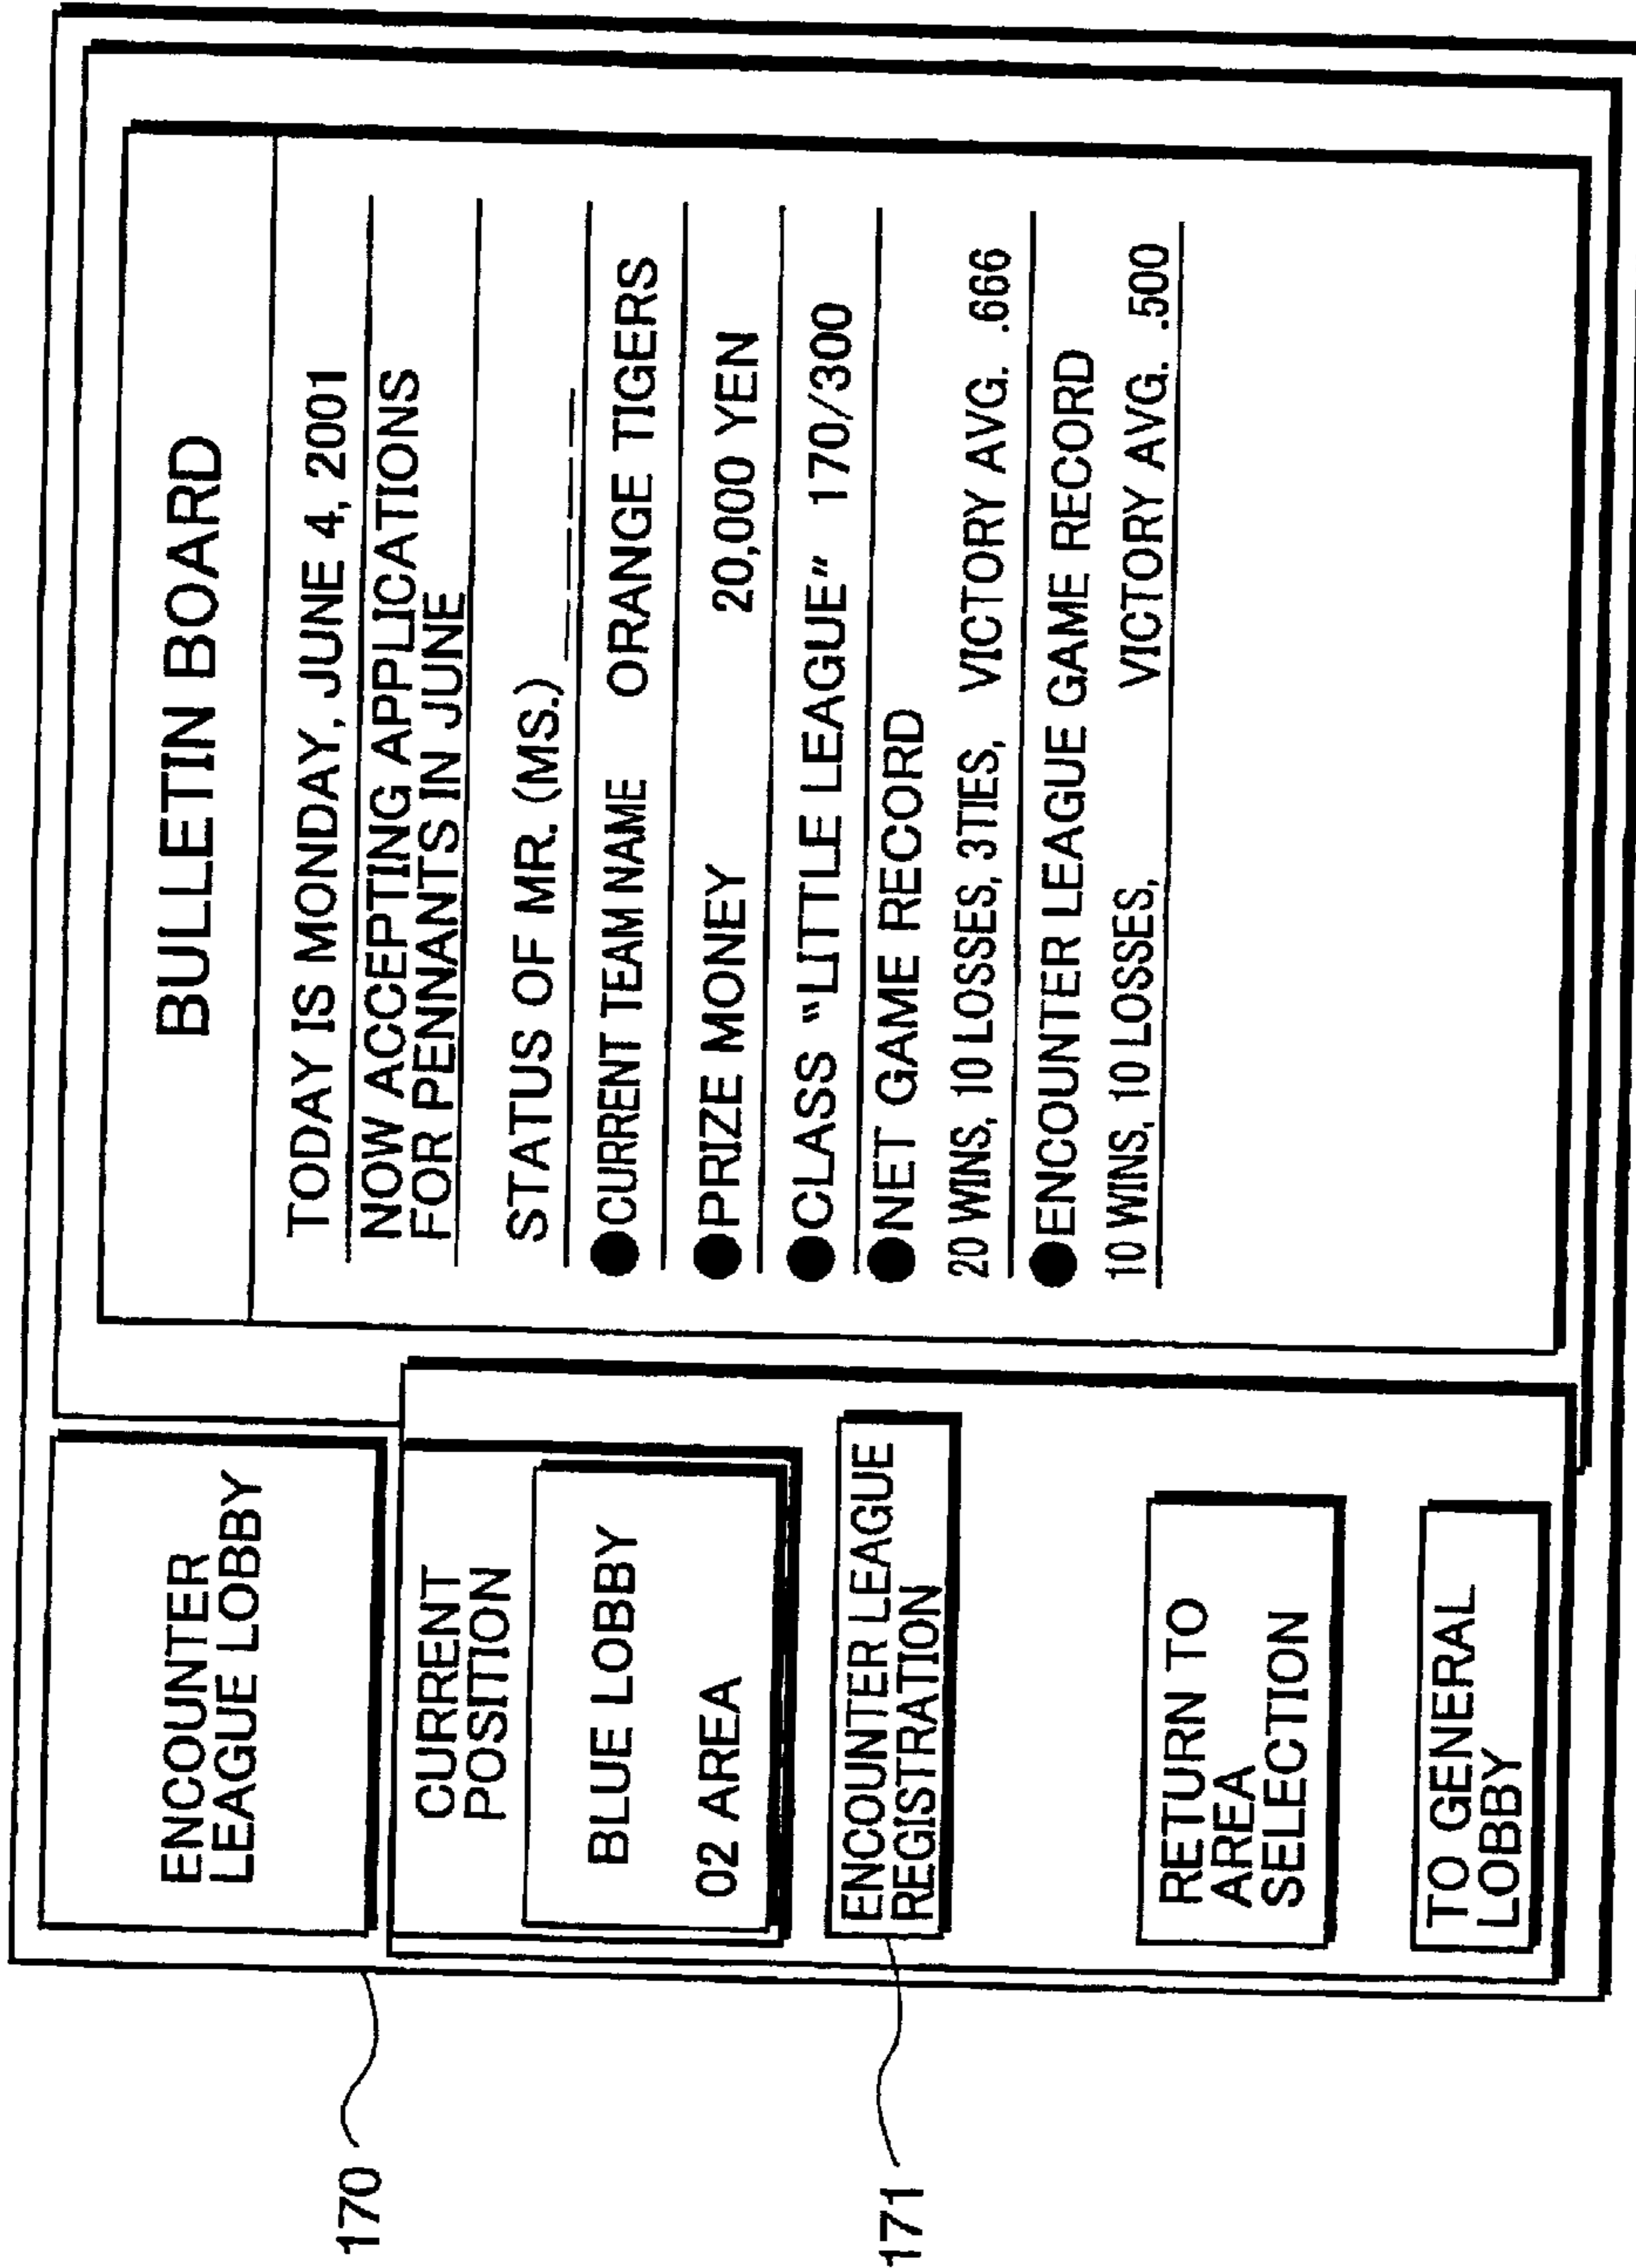 170
ENCOUNTER
LEAGUE LOBBY
CURRENT
POSITION
BLUE LOBBY
02 AREA
171
ENCOUNTER LEAGUE
REGISTRATION
RETURN TO
AREA
SELECTION
TO GENERAL
LOBBY
BULLETIN BOARD
TODAY IS MONDAY, JUNE 4, 2001
NOW ACCEPTING APPLICATIONS
FOR PENNANTS IN JUNE
STATUS OF MR. (MS.)
●CURRENT TEAM NAME ORANGE TIGERS
●PRIZE MONEY 20,000 YEN
●CLASS "LITTLE LEAGUE" 170/300
●NET GAME RECORD
20 WINS, 10 LOSSES, 3TIES, VICTORY AVG. .666
●ENCOUNTER LEAGUE GAME RECORD
10 WINS, 10 LOSSES, VICTORY AVG. .500